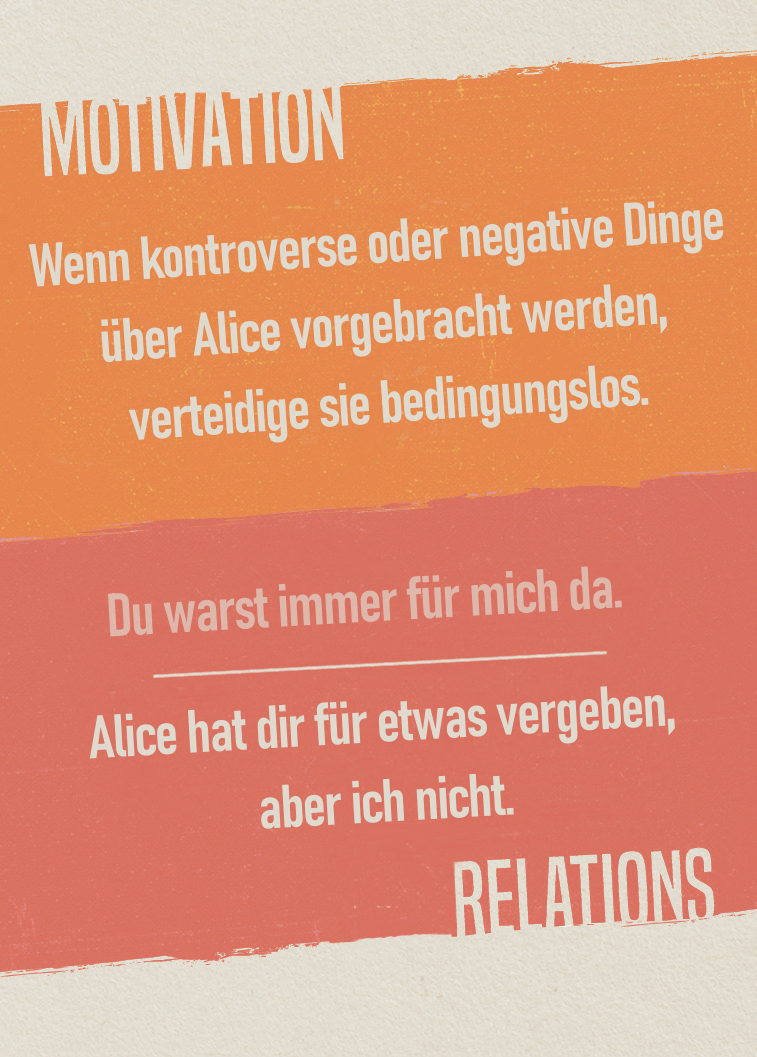 MOTIVATION
Wenn kontroverse oder negative Dinge
über Alice vorgebracht werden,
verteidige sie bedingungslos.
Du warst immer für mich da.
Alice hat dir für etwas vergeben,
aber ich nicht.
RELATIONS